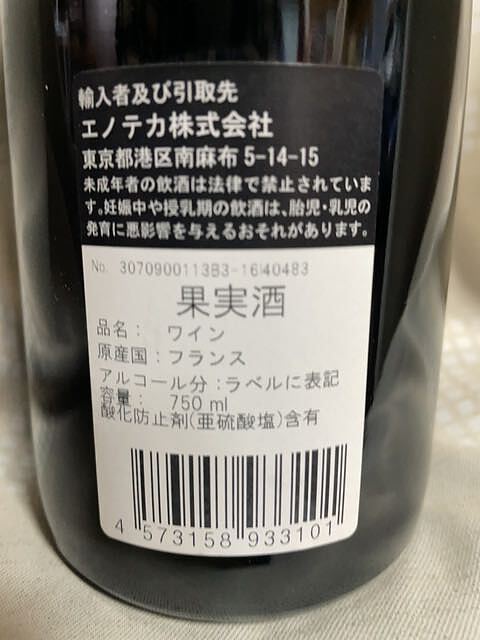 輸入者及び引取先
エノテカ株式会社
東京都港区南麻布 5-14-15
未成年者の飲酒は法律で禁止されていま
す。妊娠中や授乳期の飲酒は、胎児・乳児の
発育に悪影響を与えるおそれがあります。
No. 3070900113B3-16I40483
果実酒
品名： ワイン
原産国：フランス
アルコール分：ラベルに表記
容量： 750 ml
酸化防止剤(亜硫酸塩)含有
4 573158 933101